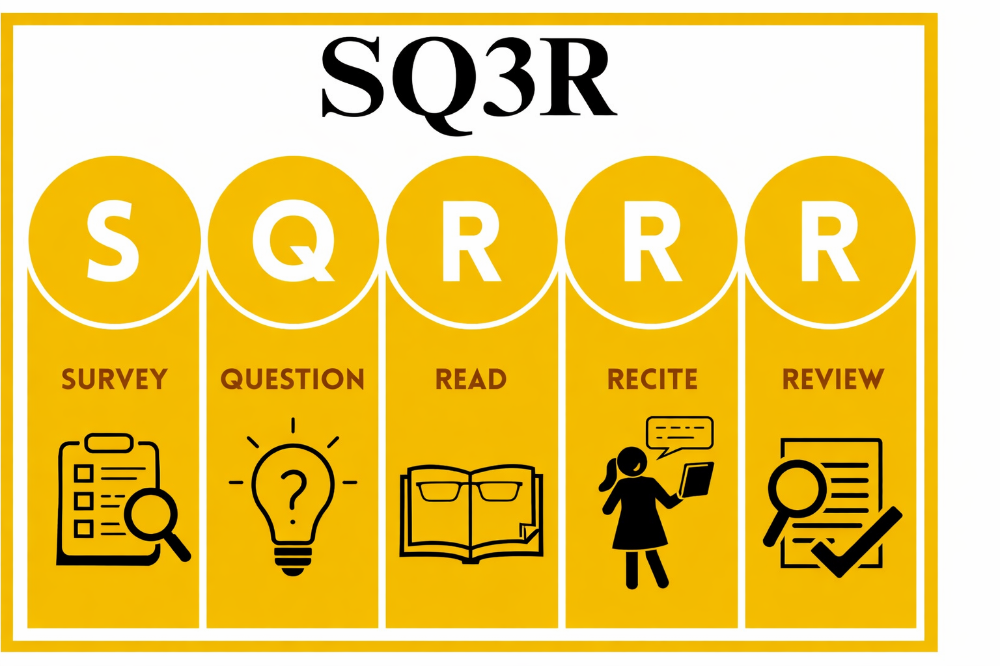 SQ3R
S Q R R R
SURVEY QUESTION READ RECITE REVIEW
?